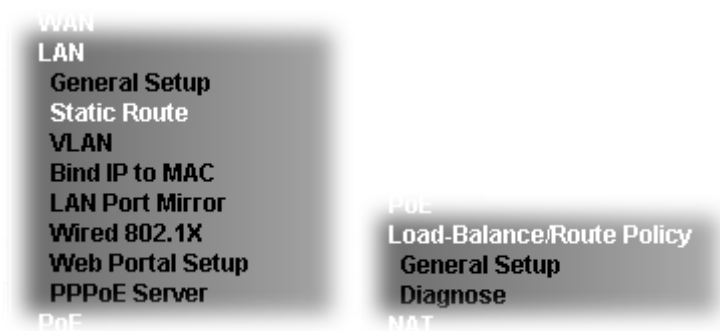 WAN
LAN
General Setup
Static Route
VLAN
Bind IP to MAC
LAN Port Mirror
Wired 802.1X
Web Portal Setup
PPPoE Server
PoE
PoE
Load-Balance/Route Policy
General Setup
Diagnose
NAT